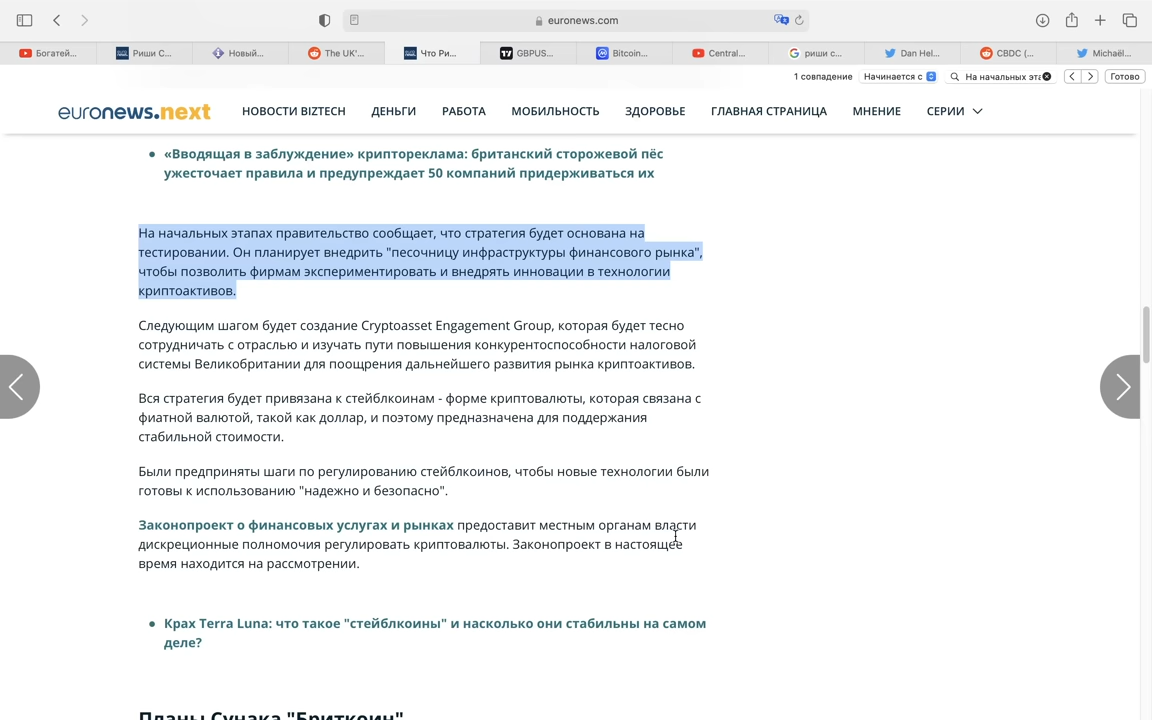 euronews.com
Богатей...
Риши С...
Новый...
The UK'...
Что Ри...
GBPUS...
Bitcoin...
Central...
риши с...
Dan Hel...
CBDC (...
Michaël...
1 совпадение
Начинается с
На начальных эта
Готово
euronews.next
НОВОСТИ BIZTECH
ДЕНЬГИ
РАБОТА
МОБИЛЬНОСТЬ
ЗДОРОВЬЕ
ГЛАВНАЯ СТРАНИЦА
МНЕНИЕ
СЕРИИ
«Вводящая в заблуждение» криптореклама: британский сторожевой пёс
ужесточает правила и предупреждает 50 компаний придерживаться их
На начальных этапах правительство сообщает, что стратегия будет основана на
тестировании. Он планирует внедрить "песочницу инфраструктуры финансового рынка",
чтобы позволить фирмам экспериментировать и внедрять инновации в технологии
криптоактивов.
Следующим шагом будет создание Cryptoasset Engagement Group, которая будет тесно
сотрудничать с отраслью и изучать пути повышения конкурентоспособности налоговой
системы Великобритании для поощрения дальнейшего развития рынка криптоактивов.
Вся стратегия будет привязана к стейблкоинам - форме криптовалюты, которая связана с
фиатной валютой, такой как доллар, и поэтому предназначена для поддержания
стабильной стоимости.
Были предприняты шаги по регулированию стейблкоинов, чтобы новые технологии были
готовы к использованию "надежно и безопасно".
Законопроект о финансовых услугах и рынках предоставит местным органам власти
дискреционные полномочия регулировать криптовалюты. Законопроект в настоящее
время находится на рассмотрении.
Крах Terra Luna: что такое "стейблкоины" и насколько они стабильны на самом
деле?
Планы Сунака "Бриткоин"